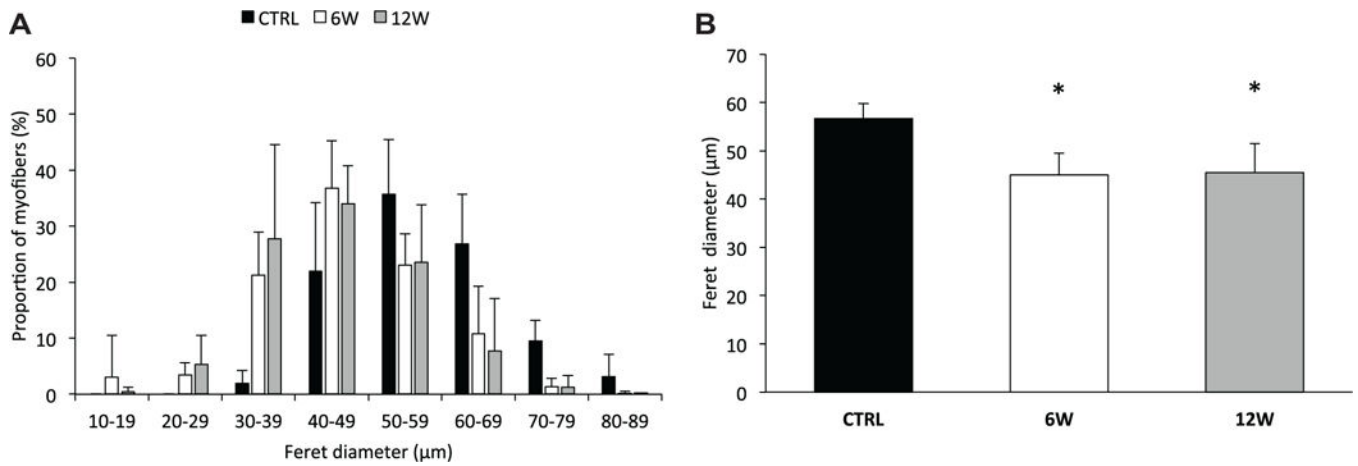 A
CTRL 6W 12W
Proportion of myofibers (%)
60
50
40
30
20
10
0
10-19 20-29 30-39 40-49 50-59 60-69 70-79 80-89
Feret diameter (µm)
B
Feret diameter (µm)
70
60
50
40
30
20
10
0
* *
CTRL 6W 12W